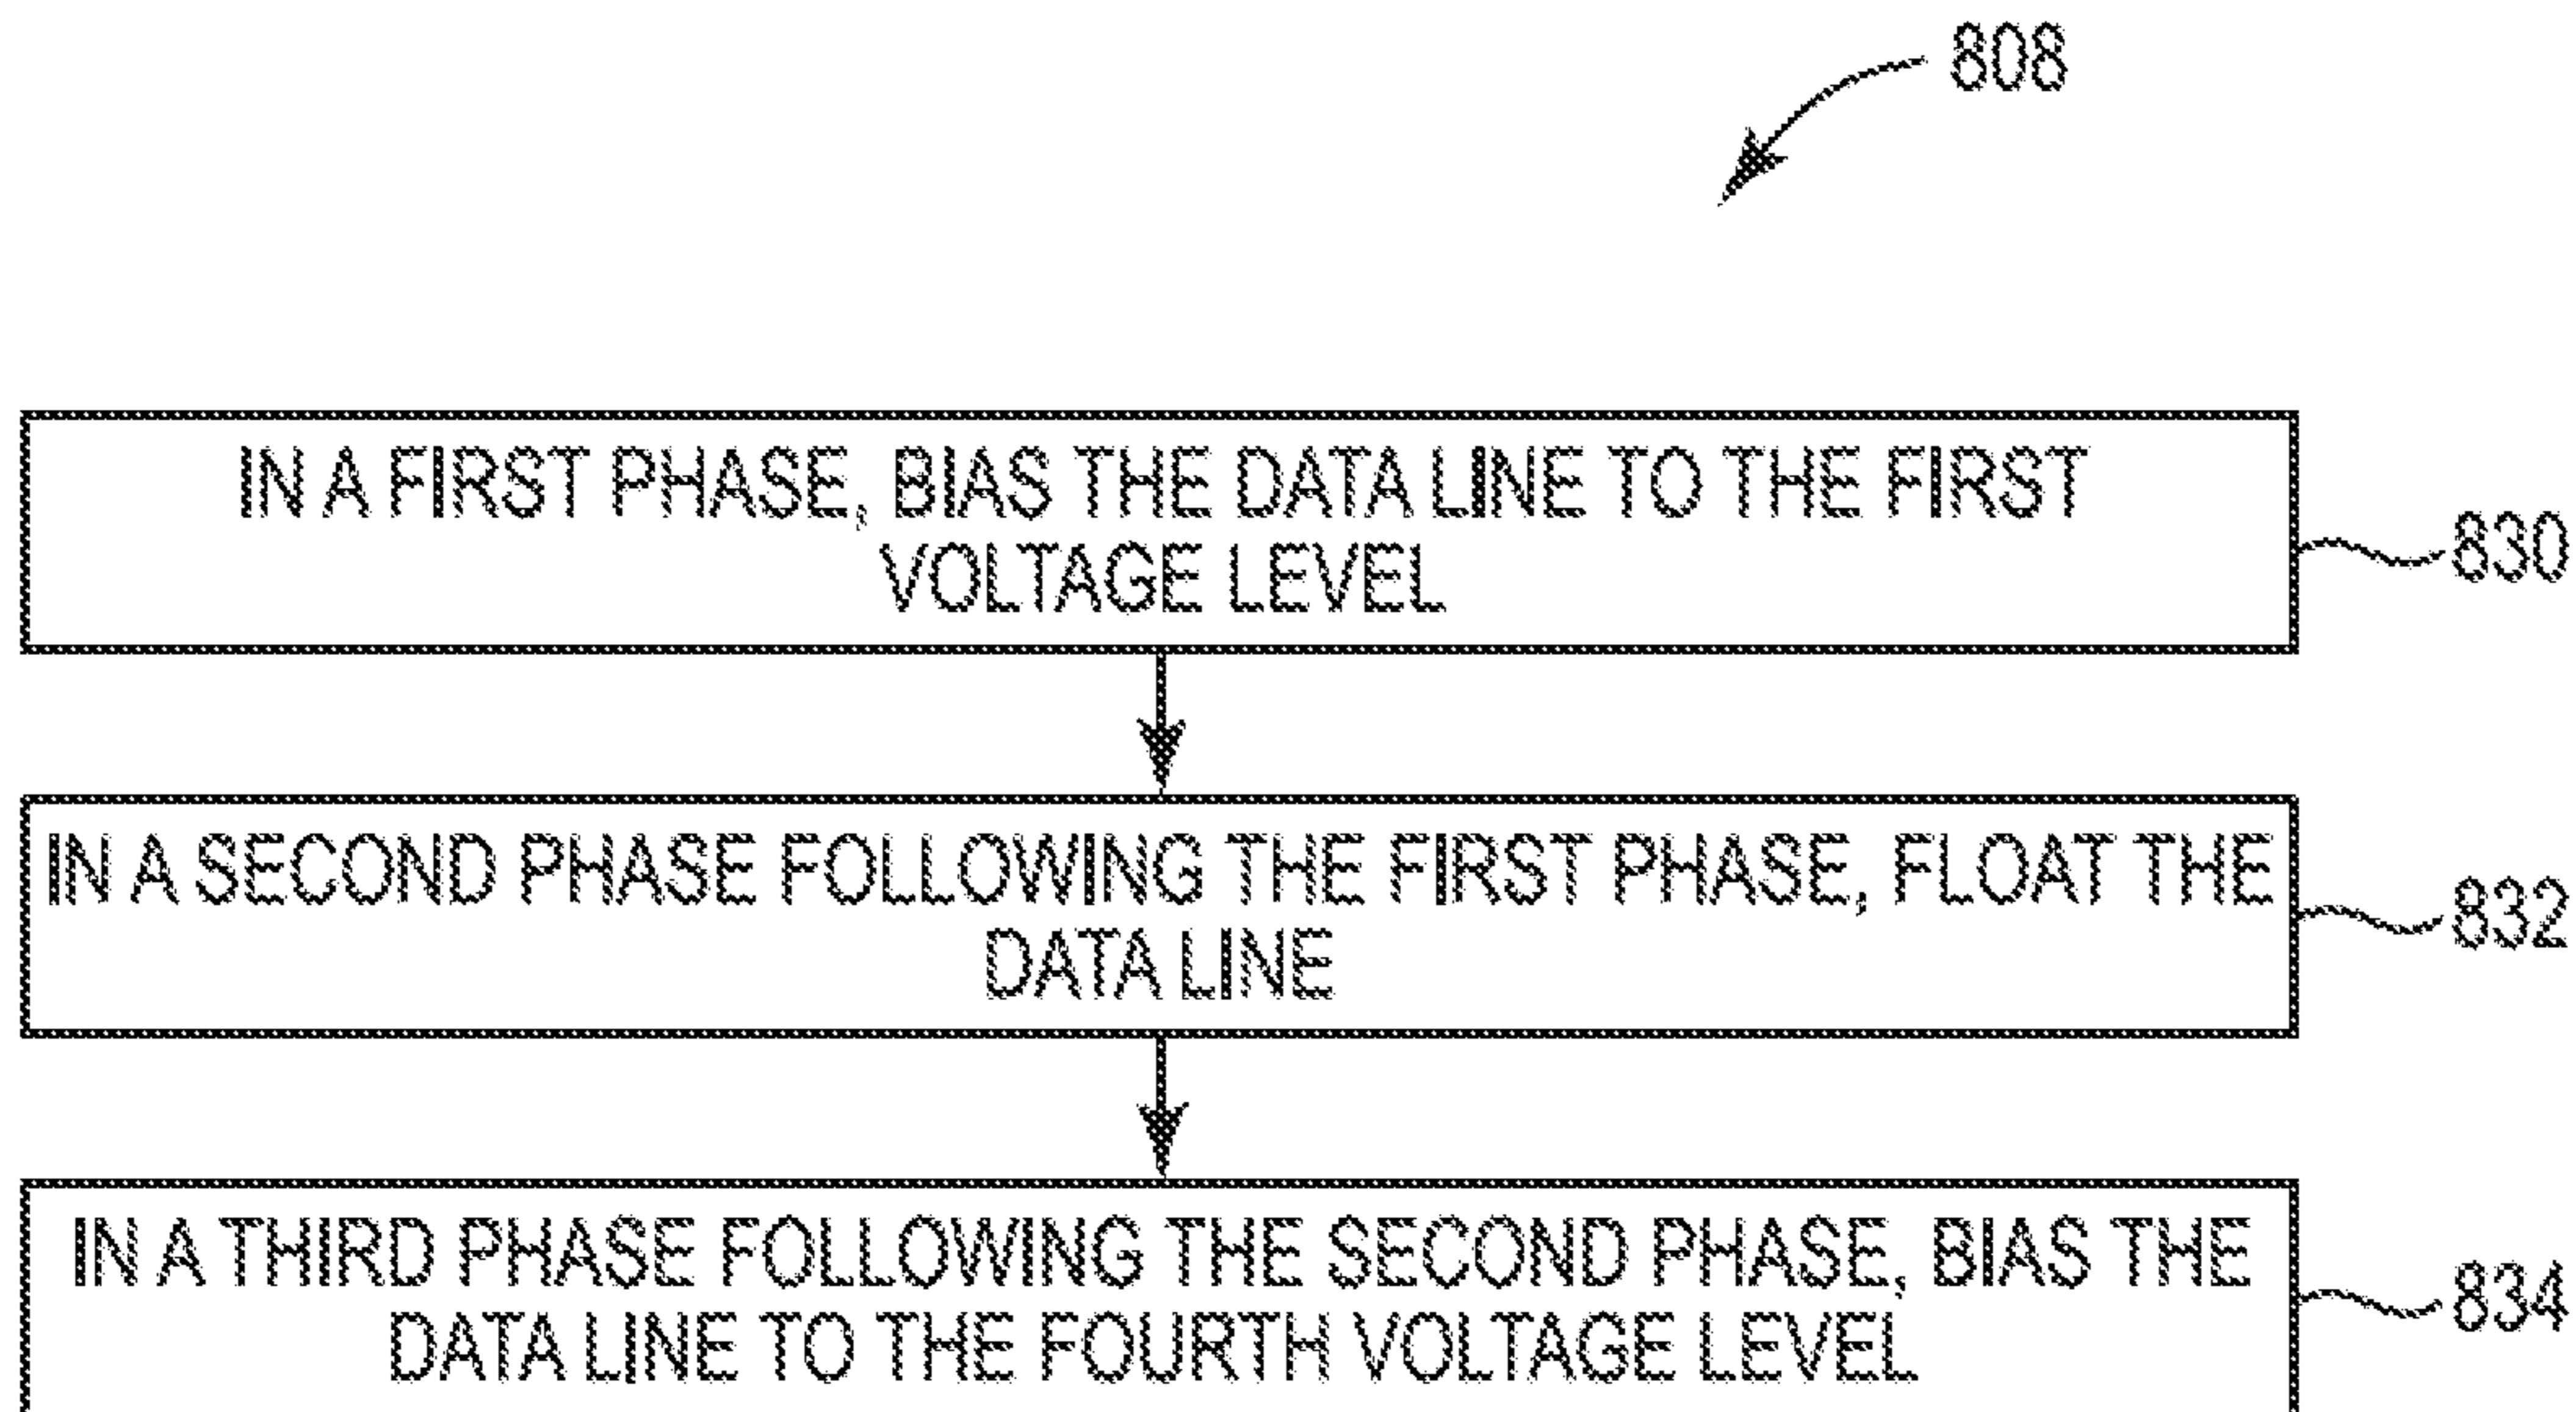 808
IN A FIRST PHASE, BIAS THE DATA LINE TO THE FIRST
VOLTAGE LEVEL
830
IN A SECOND PHASE FOLLOWING THE FIRST PHASE, FLOAT THE
DATA LINE
832
IN A THIRD PHASE FOLLOWING THE SECOND PHASE, BIAS THE
DATA LINE TO THE FOURTH VOLTAGE LEVEL
834